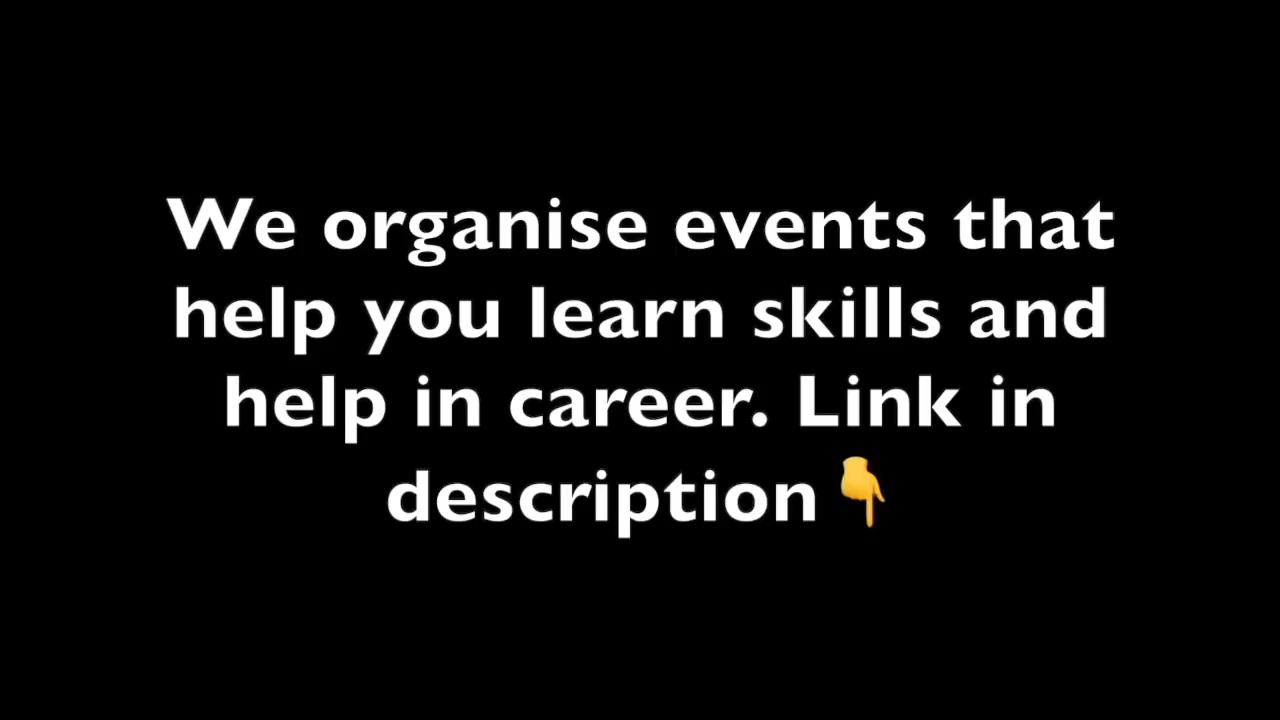 We organise events that
help you learn skills and
help in career. Link in
description👇